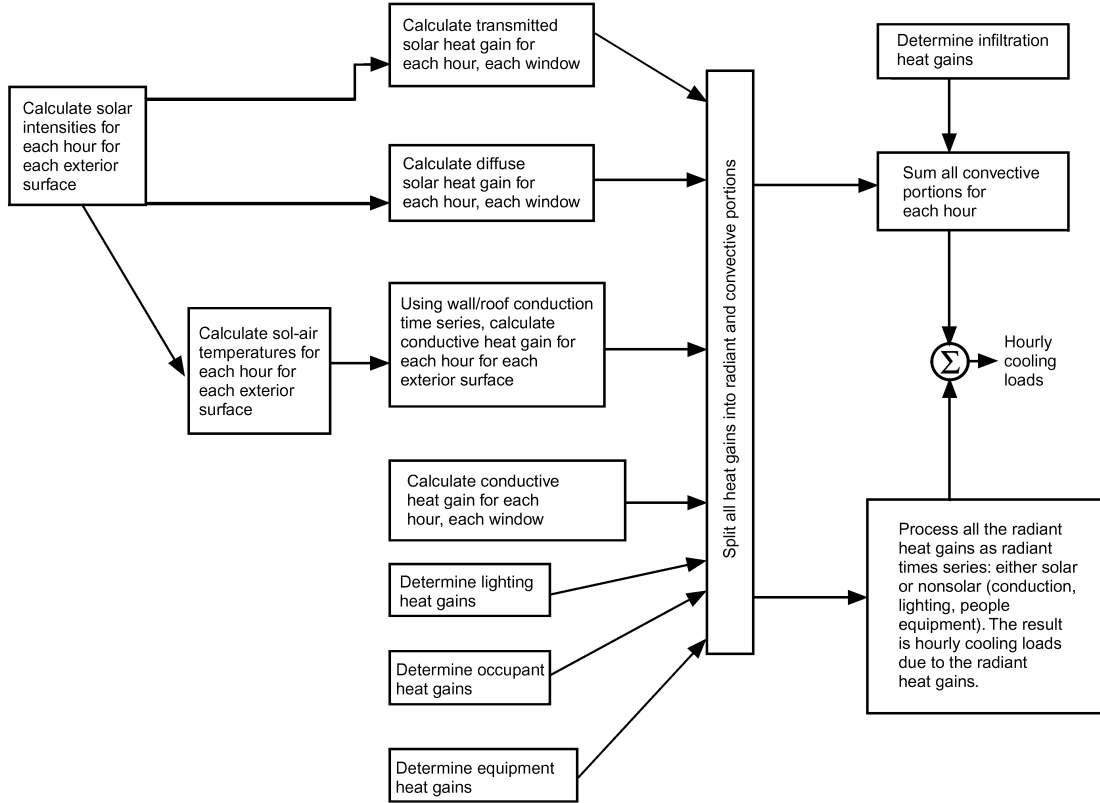 Calculate solar
intensities for
each hour for
each exterior
surface
Calculate transmitted
solar heat gain for
each hour, each window
Calculate diffuse
solar heat gain for
each hour, each window
Calculate sol-air
temperatures for
each hour for
each exterior
surface
Using wall/roof conduction
time series, calculate
conductive heat gain for
each hour for each
exterior surface
Calculate conductive
heat gain for each
hour, each window
Determine lighting
heat gains
Determine occupant
heat gains
Determine equipment
heat gains
Split all heat gains into radiant and convective portions
Determine infiltration
heat gains
Sum all convective
portions for
each hour
Σ
Hourly
cooling
loads
Process all the radiant
heat gains as radiant
times series: either solar
or nonsolar (conduction,
lighting, people
equipment). The result
is hourly cooling loads
due to the radiant
heat gains.